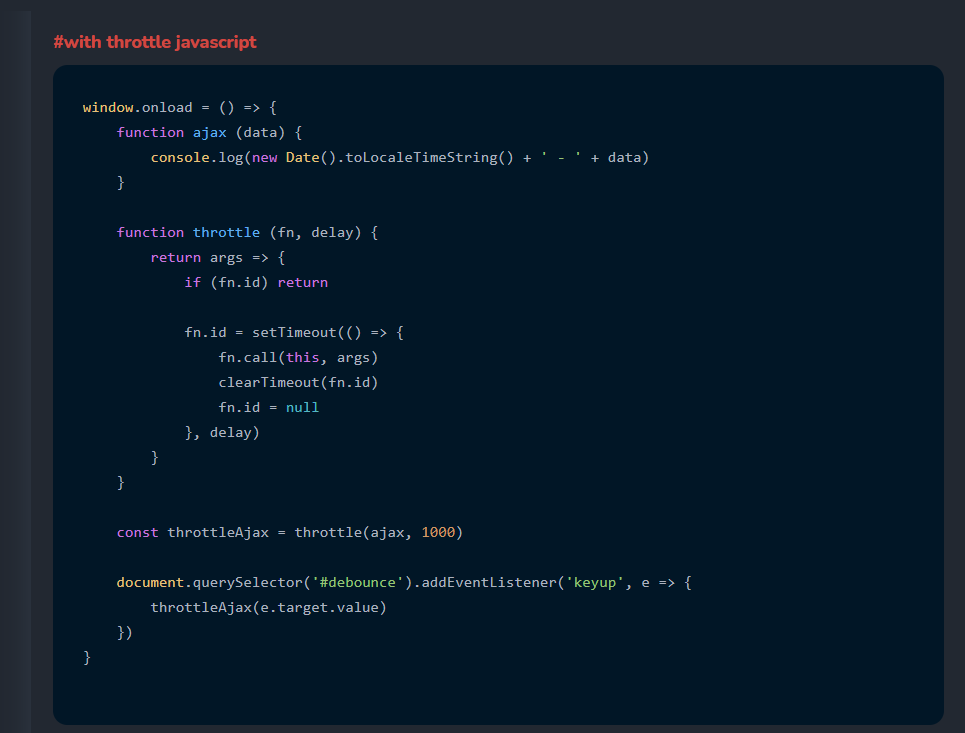 #with throttle javascript
window.onload = () => {
    function ajax (data) {
        console.log(new Date().toLocaleTimeString() + ' - ' + data)
    }

    function throttle (fn, delay) {
        return args => {
            if (fn.id) return

            fn.id = setTimeout(() => {
                fn.call(this, args)
                clearTimeout(fn.id)
                fn.id = null
            }, delay)
        }
    }

    const throttleAjax = throttle(ajax, 1000)

    document.querySelector('#debounce').addEventListener('keyup', e => {
        throttleAjax(e.target.value)
    })
}